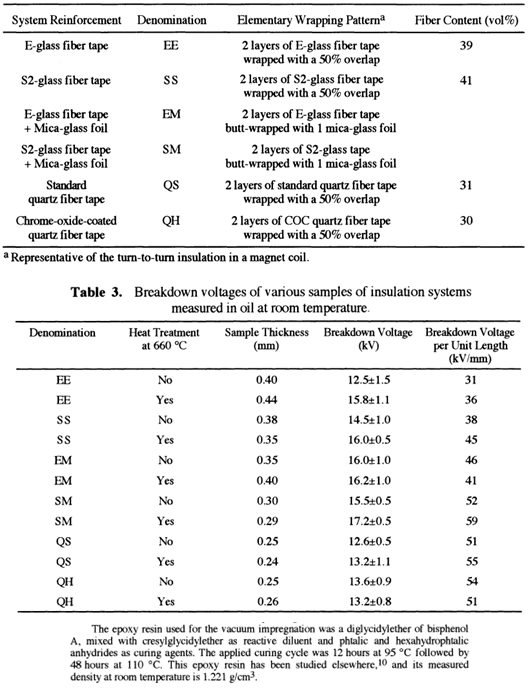 System Reinforcement Denomination Elementary Wrapping Patternᵃ Fiber Content (vol%)
E-glass fiber tape EE 2 layers of E-glass fiber tape 39
wrapped with a 50% overlap
S2-glass fiber tape SS 2 layers of S2-glass fiber tape 41
wrapped with a 50% overlap
E-glass fiber tape EM 2 layers of E-glass fiber tape
+ Mica-glass foil butt-wrapped with 1 mica-glass foil
S2-glass fiber tape SM 2 layers of S2-glass tape
+ Mica-glass foil butt-wrapped with 1 mica-glass foil
Standard QS 2 layers of standard quartz fiber tape 31
quartz fiber tape wrapped with a 50% overlap
Chrome-oxide-coated QH 2 layers of COC quartz fiber tape 30
quartz fiber tape wrapped with a 50% overlap
ᵃ Representative of the turn-to-turn insulation in a magnet coil.
Table 3. Breakdown voltages of various samples of insulation systems
measured in oil at room temperature.
Denomination Heat Treatment Sample Thickness Breakdown Voltage Breakdown Voltage
at 660 °C (mm) (kV) per Unit Length
(kV/mm)
EE No 0.40 12.5±1.5 31
EE Yes 0.44 15.8±1.1 36
SS No 0.38 14.5±1.0 38
SS Yes 0.35 16.0±0.5 45
EM No 0.35 16.0±1.0 46
EM Yes 0.40 16.2±1.0 41
SM No 0.30 15.5±0.5 52
SM Yes 0.29 17.2±0.5 59
QS No 0.25 12.6±0.5 51
QS Yes 0.24 13.2±1.1 55
QH No 0.25 13.6±0.9 54
QH Yes 0.26 13.2±0.8 51
The epoxy resin used for the vacuum impregnation was a diglycidylether of bisphenol
A, mixed with cresylglycidylether as reactive diluent and phtalic and hexahydrophtalic
anhydrides as curing agents. The applied curing cycle was 12 hours at 95 °C followed by
48 hours at 110 °C. This epoxy resin has been studied elsewhere,¹⁰ and its measured
density at room temperature is 1.221 g/cm³.